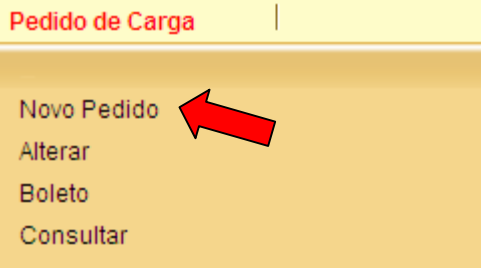 Pedido de Carga
Novo Pedido
Alterar
Boleto
Consultar